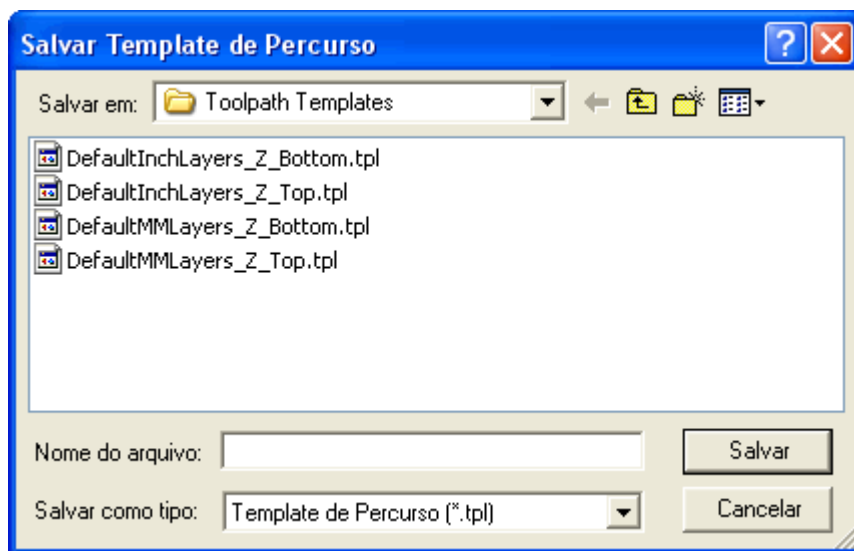 Salvar Template de Percurso
Salvar em: Toolpath Templates
DefaultInchLayers_Z_Bottom.tpl
DefaultInchLayers_Z_Top.tpl
DefaultMMLayers_Z_Bottom.tpl
DefaultMMLayers_Z_Top.tpl
Nome do arquivo: Salvar
Salvar como tipo: Template de Percurso (*.tpl) Cancelar